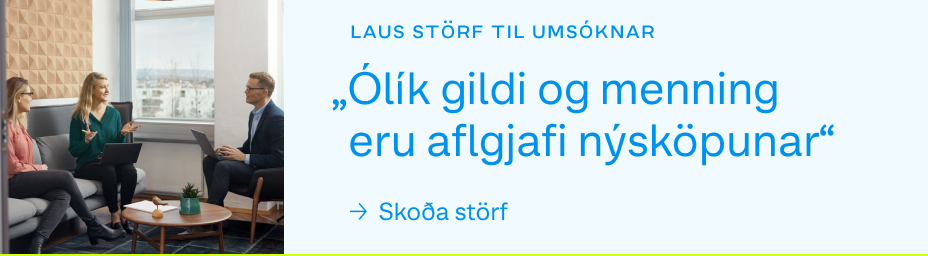 LAUS STÖRF TIL UMSÓKNAR
„Ólík gildi og menning
eru aflgjafi nýsköpunar“
→ Skoða störf